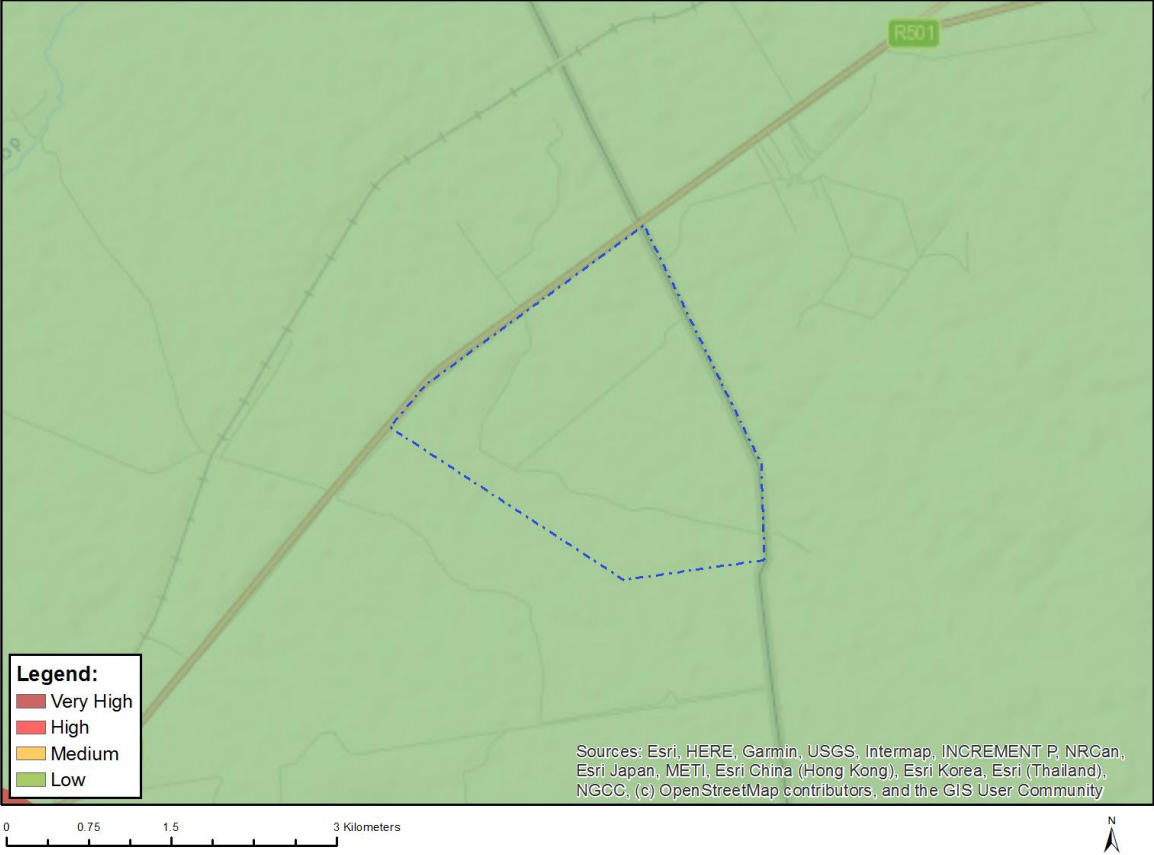 R501
op
Legend:
Very High
High
Medium
Low
Sources: Esri, HERE, Garmin, USGS, Intermap, INCREMENT P, NRCan,
Esri Japan, METI, Esri China (Hong Kong), Esri Korea, Esri (Thailand),
NGCC, (c) OpenStreetMap contributors, and the GIS User Community
0 0.75 1.5 3 Kilometers
N